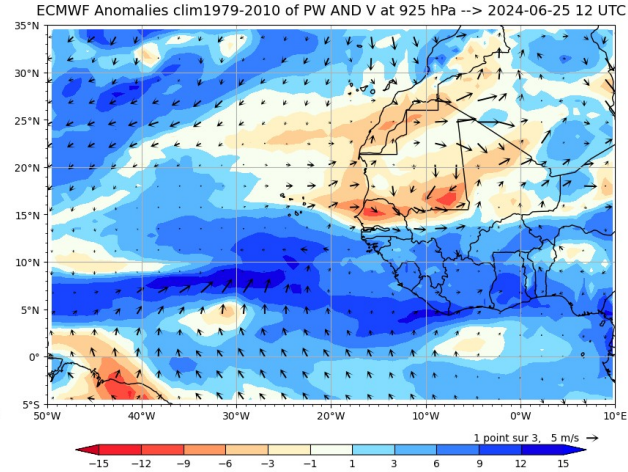 ECMWF Anomalies clim1979-2010 of PW AND V at 925 hPa --> 2024-06-25 12 UTC
35°N
30°N
25°N
20°N
15°N
10°N
5°N
0°
5°S
50°W 40°W 30°W 20°W 10°W 0°W 10°E
1 point sur 3, 5 m/s
−15 −12 −9 −6 −3 −1 1 3 6 9 12 15